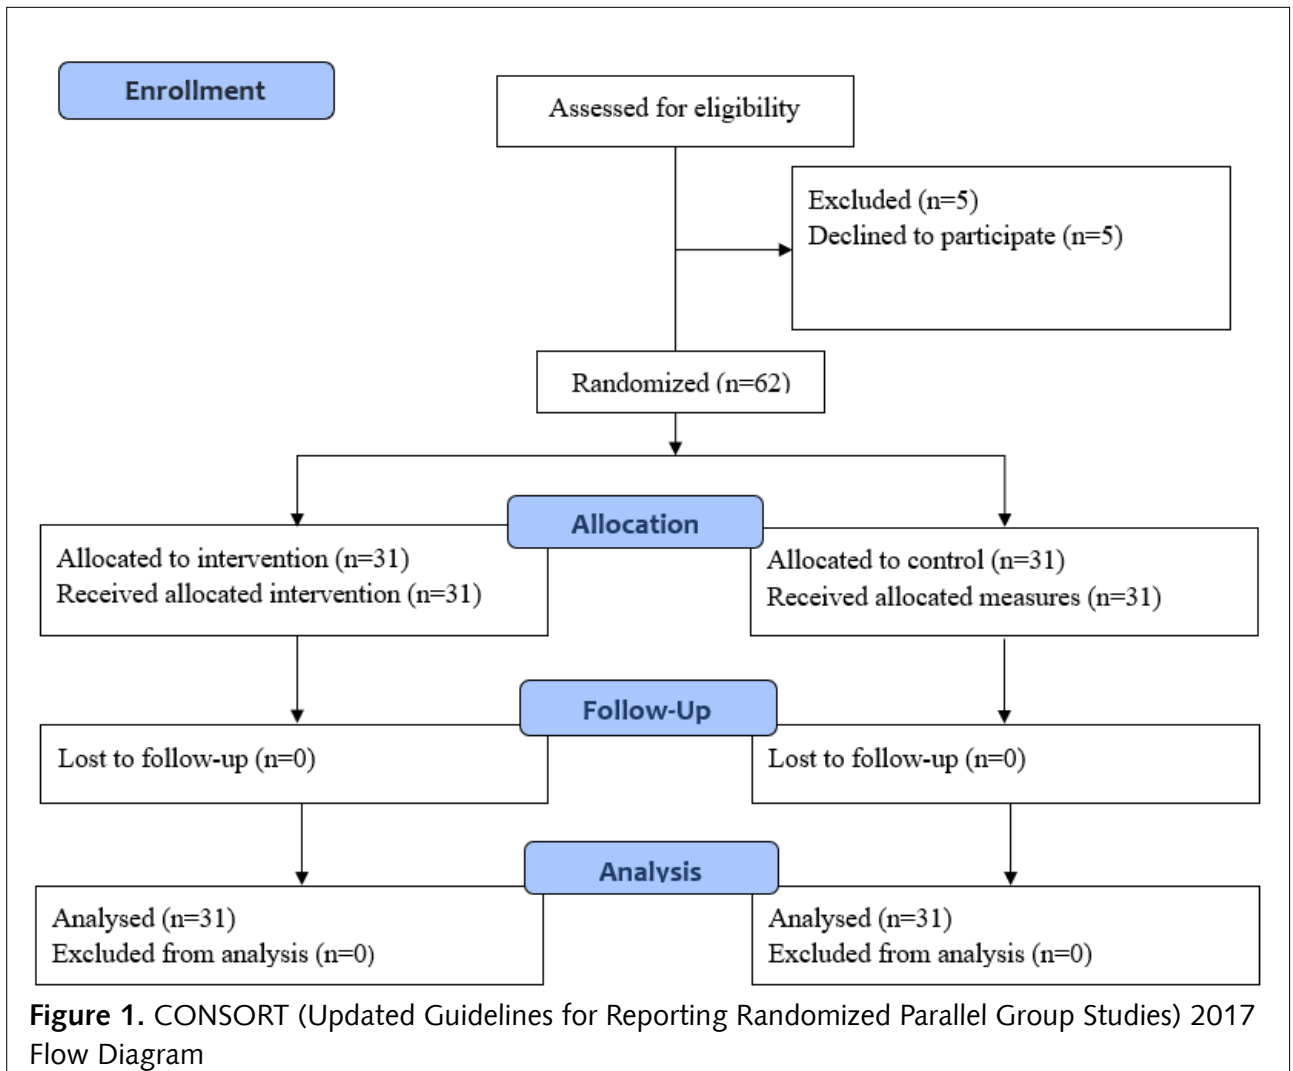 Enrollment
Assessed for eligibility
Excluded (n=5)
Declined to participate (n=5)
Randomized (n=62)
Allocation
Allocated to intervention (n=31)
Received allocated intervention (n=31)
Allocated to control (n=31)
Received allocated measures (n=31)
Follow-Up
Lost to follow-up (n=0)
Lost to follow-up (n=0)
Analysis
Analysed (n=31)
Excluded from analysis (n=0)
Analysed (n=31)
Excluded from analysis (n=0)
Figure 1. CONSORT (Updated Guidelines for Reporting Randomized Parallel Group Studies) 2017
Flow Diagram